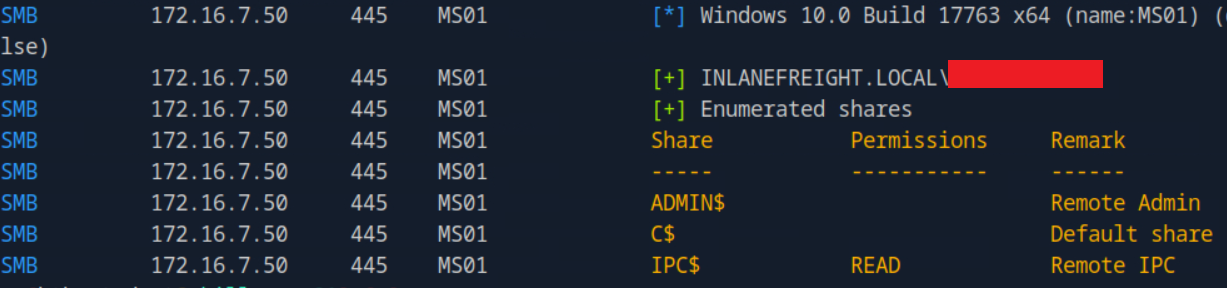 SMB 172.16.7.50 445 MS01 [*] Windows 10.0 Build 17763 x64 (name:MS01) (
lse)
SMB 172.16.7.50 445 MS01 [+] INLANEFREIGHT.LOCAL\
SMB 172.16.7.50 445 MS01 [+] Enumerated shares
SMB 172.16.7.50 445 MS01 Share Permissions Remark
SMB 172.16.7.50 445 MS01 ----- ----------- ------
SMB 172.16.7.50 445 MS01 ADMIN$ Remote Admin
SMB 172.16.7.50 445 MS01 C$ Default share
SMB 172.16.7.50 445 MS01 IPC$ READ Remote IPC